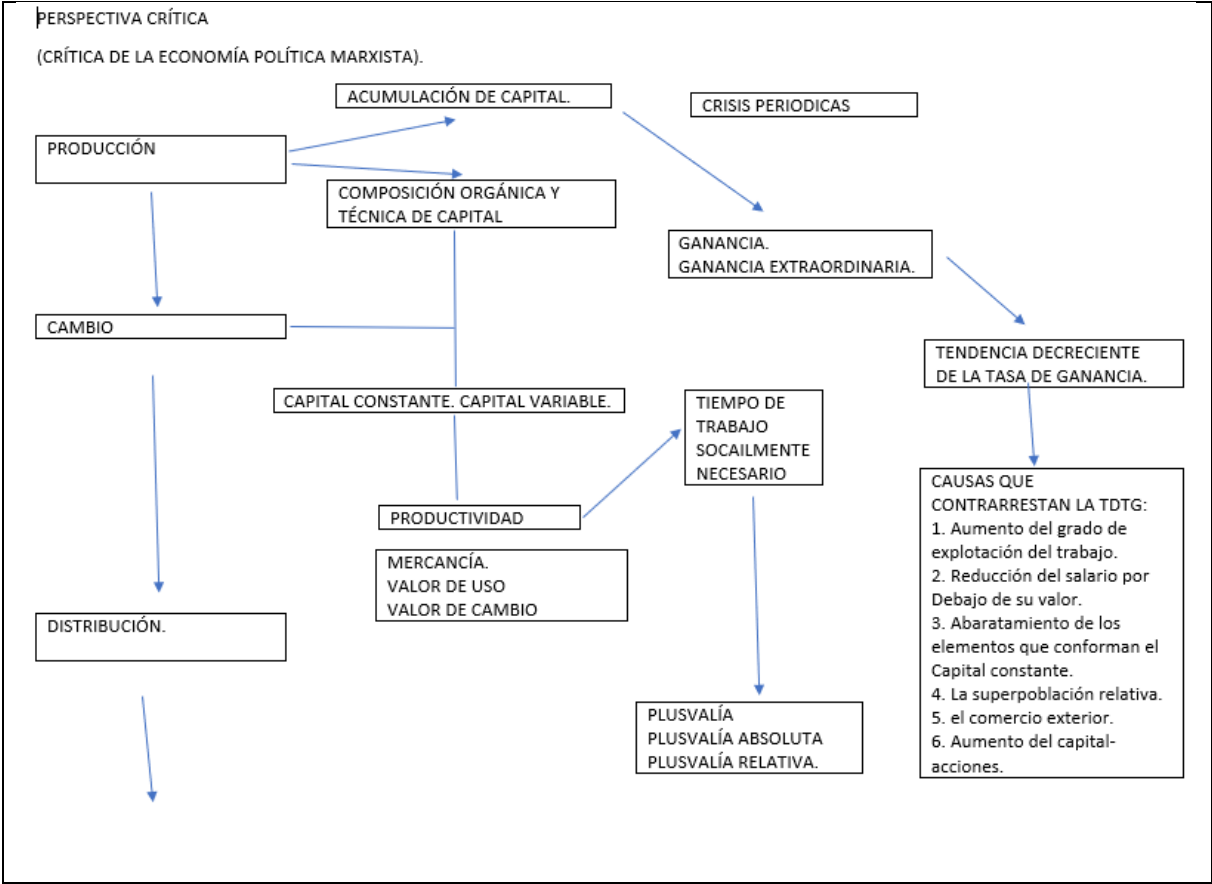 PERSPECTIVA CRÍTICA
(CRÍTICA DE LA ECONOMÍA POLÍTICA MARXISTA).
ACUMULACIÓN DE CAPITAL.
CRISIS PERIODICAS
PRODUCCIÓN
COMPOSICIÓN ORGÁNICA Y
TÉCNICA DE CAPITAL
GANANCIA.
GANANCIA EXTRAORDINARIA.
CAMBIO
TENDENCIA DECRECIENTE
DE LA TASA DE GANANCIA.
CAPITAL CONSTANTE. CAPITAL VARIABLE.
TIEMPO DE
TRABAJO
SOCAILMENTE
NECESARIO
PRODUCTIVIDAD
MERCANCÍA.
VALOR DE USO
VALOR DE CAMBIO
CAUSAS QUE
CONTRARRESTAN LA TDTG:
1. Aumento del grado de
explotación del trabajo.
2. Reducción del salario por
Debajo de su valor.
3. Abaratamiento de los
elementos que conforman el
Capital constante.
4. La superpoblación relativa.
5. el comercio exterior.
6. Aumento del capital-
acciones.
DISTRIBUCIÓN.
PLUSVALÍA
PLUSVALÍA ABSOLUTA
PLUSVALÍA RELATIVA.